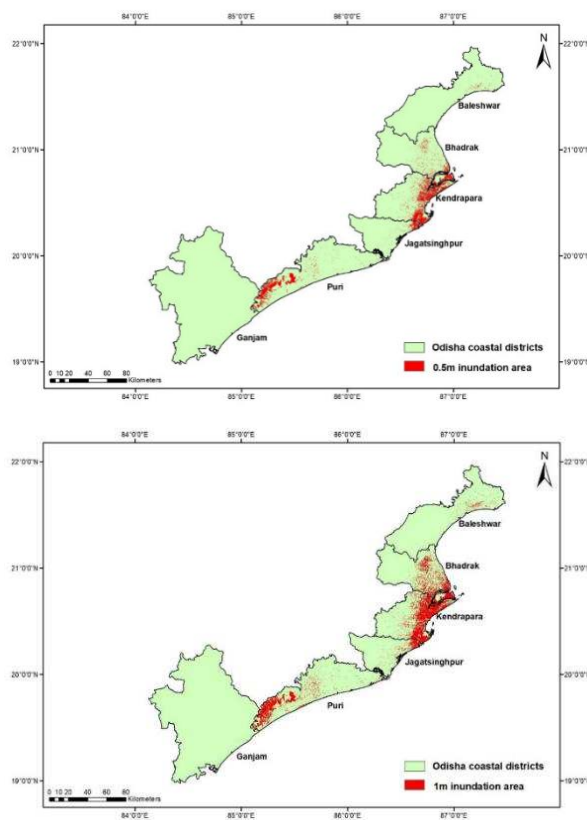 84°0'0"E 85°0'0"E 86°0'0"E 87°0'0"E
22°0'0"N 22°0'0"N
N
Baleshwar
21°0'0"N 21°0'0"N
Bhadrak
Kendrapara
20°0'0"N 20°0'0"N
Jagatsinghpur
Puri
Ganjam
Odisha coastal districts
19°0'0"N 19°0'0"N
0.5m inundation area
0 10 20 40 60 80
Kilometers
84°0'0"E 85°0'0"E 86°0'0"E 87°0'0"E
84°0'0"E 85°0'0"E 86°0'0"E 87°0'0"E
22°0'0"N 22°0'0"N
N
Baleshwar
21°0'0"N 21°0'0"N
Bhadrak
Kendrapara
20°0'0"N 20°0'0"N
Jagatsinghpur
Puri
Ganjam
Odisha coastal districts
19°0'0"N 19°0'0"N
1m inundation area
0 10 20 40 60 80
Kilometers
84°0'0"E 85°0'0"E 86°0'0"E 87°0'0"E